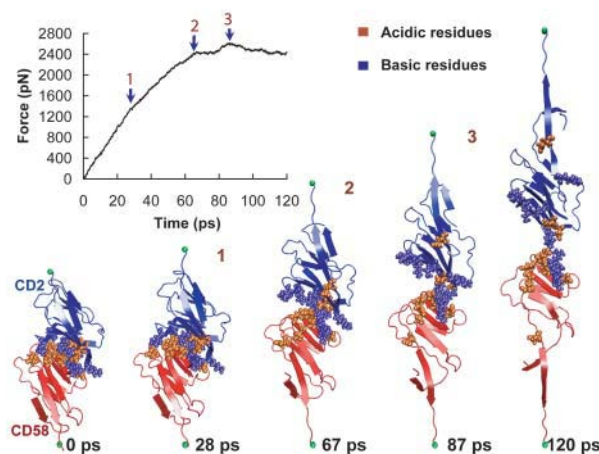 1
2
3
Force (pN)
2800
2400
2000
1600
1200
800
400
0
0 20 40 60 80 100 120
Time (ps)
Acidic residues
Basic residues
CD2
CD58
1
2
3
0 ps
28 ps
67 ps
87 ps
120 ps